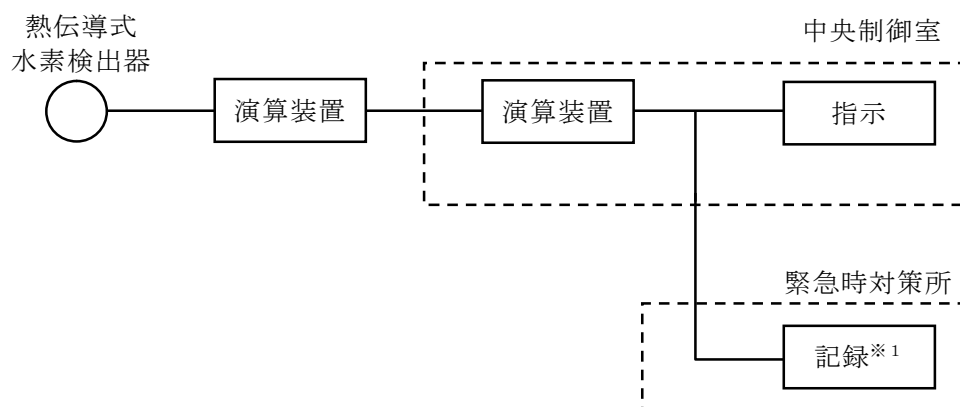 熱伝導式
水素検出器
中央制御室
演算装置
演算装置
指示
緊急時対策所
記録※1